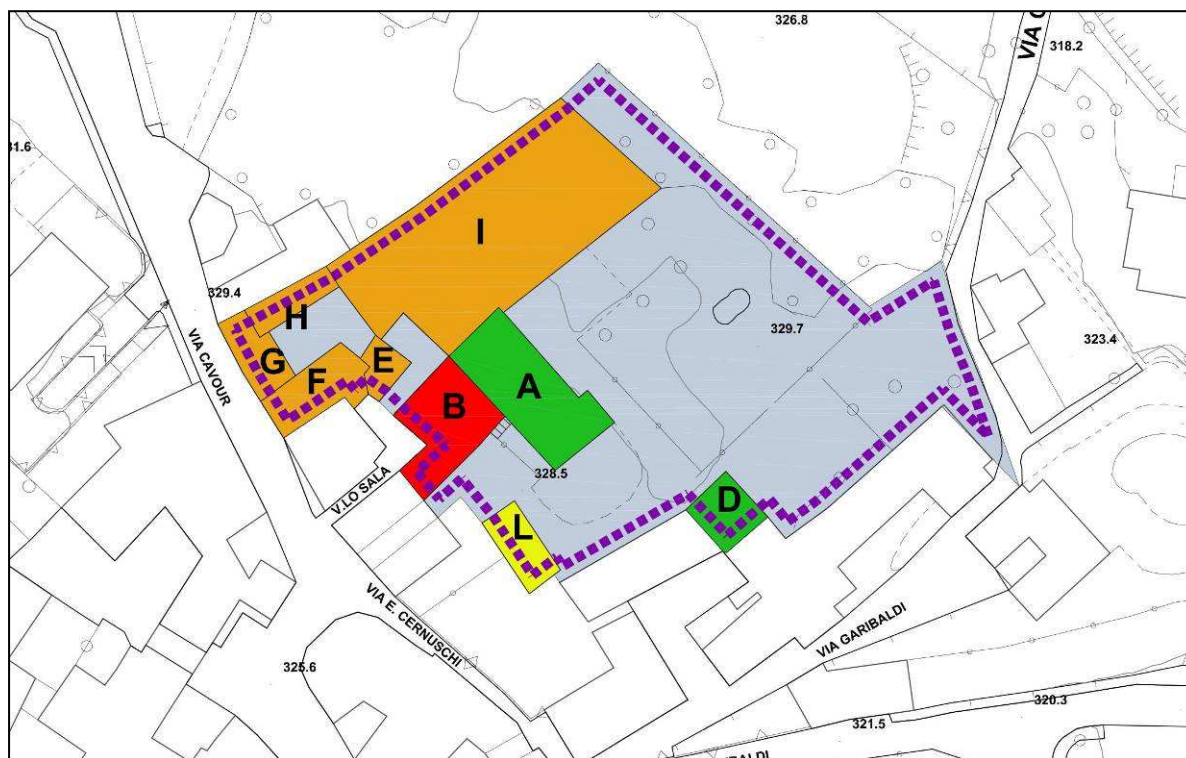 326.8
318.2
VIA G
31.6
I
329.4
H
329.7
323.4
VIA CAVOUR
G
E
F
A
B
328.5
D
V.LO SALA
L
VIA E. CERNUSCHI
VIA GARIBALDI
325.6
320.3
321.5
BALDI